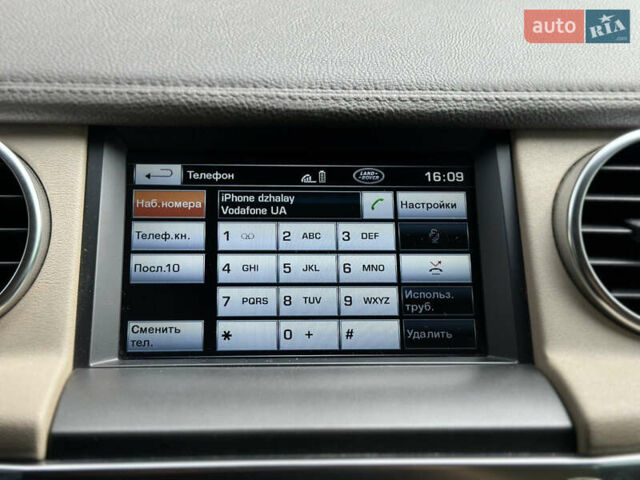 auto RIA.com
Телефон
LAND ROVER
16:09
Наб.номера
iPhone dzhalay
Vodafone UA
Настройки
Телеф.кн.
1
2 ABC
3 DEF
Посл.10
4 GHI
5 JKL
6 MNO
7 PQRS
8 TUV
9 WXYZ
Использ.
труб.
Сменить
тел.
*
0 +
#
Удалить